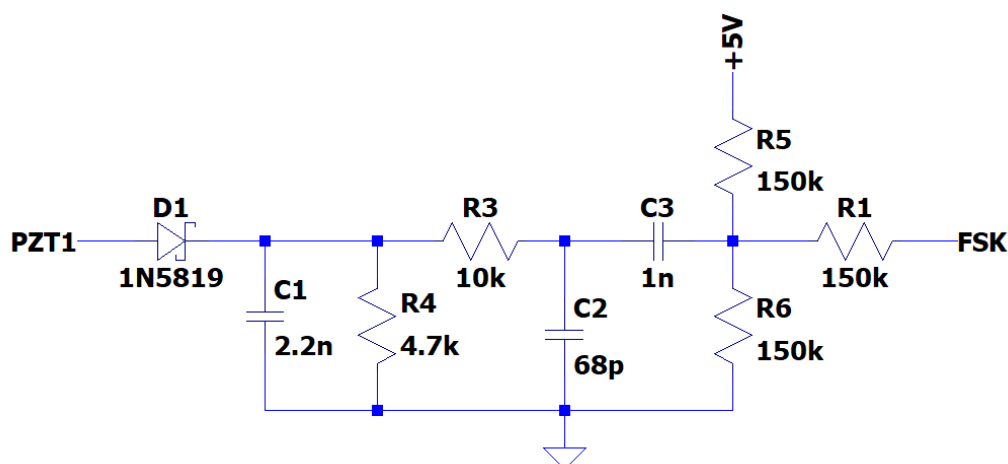 +5V
R5
150k
D1
R3
C3
R1
PZT1
FSK
1N5819
10k
1n
150k
C1
R4
C2
R6
2.2n
4.7k
68p
150k